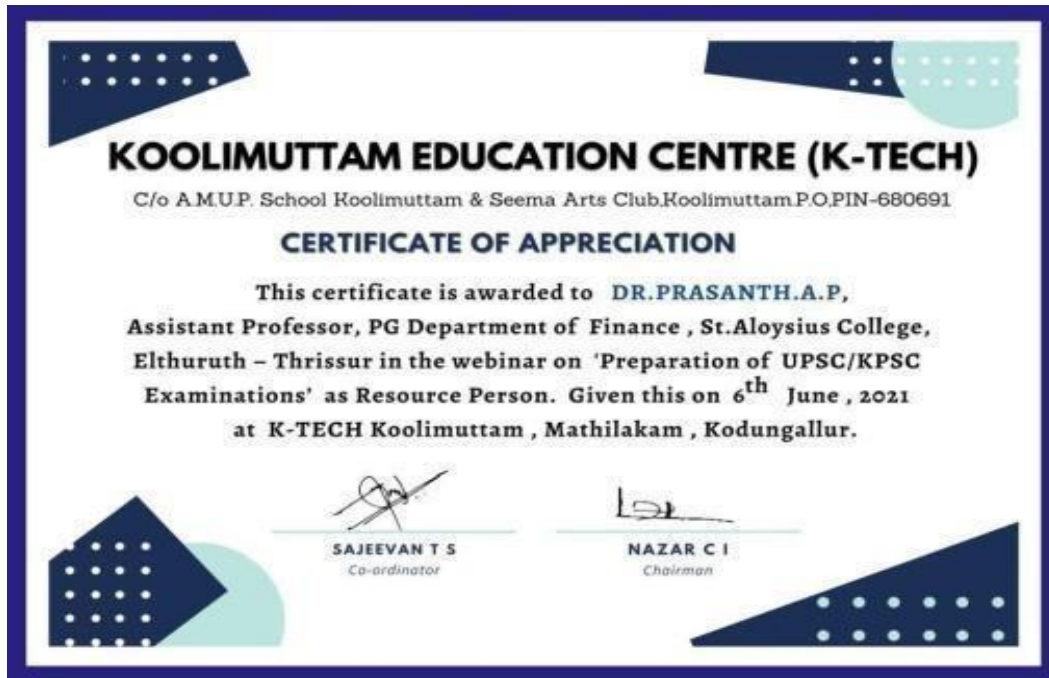 KOOLIMUTTAM EDUCATION CENTRE (K-TECH)
C/o A.M.U.P. School Koolimuttam & Seema Arts Club,Koolimuttam.P.O,PIN-680691
CERTIFICATE OF APPRECIATION
This certificate is awarded to DR.PRASANTH.A.P,
Assistant Professor, PG Department of Finance , St.Aloysius College,
Elthuruth – Thrissur in the webinar on 'Preparation of UPSC/KPSC
Examinations' as Resource Person. Given this on 6th June , 2021
at K-TECH Koolimuttam , Mathilakam , Kodungallur.
SAJEEVAN T S
Co-ordinator
NAZAR C I
Chairman